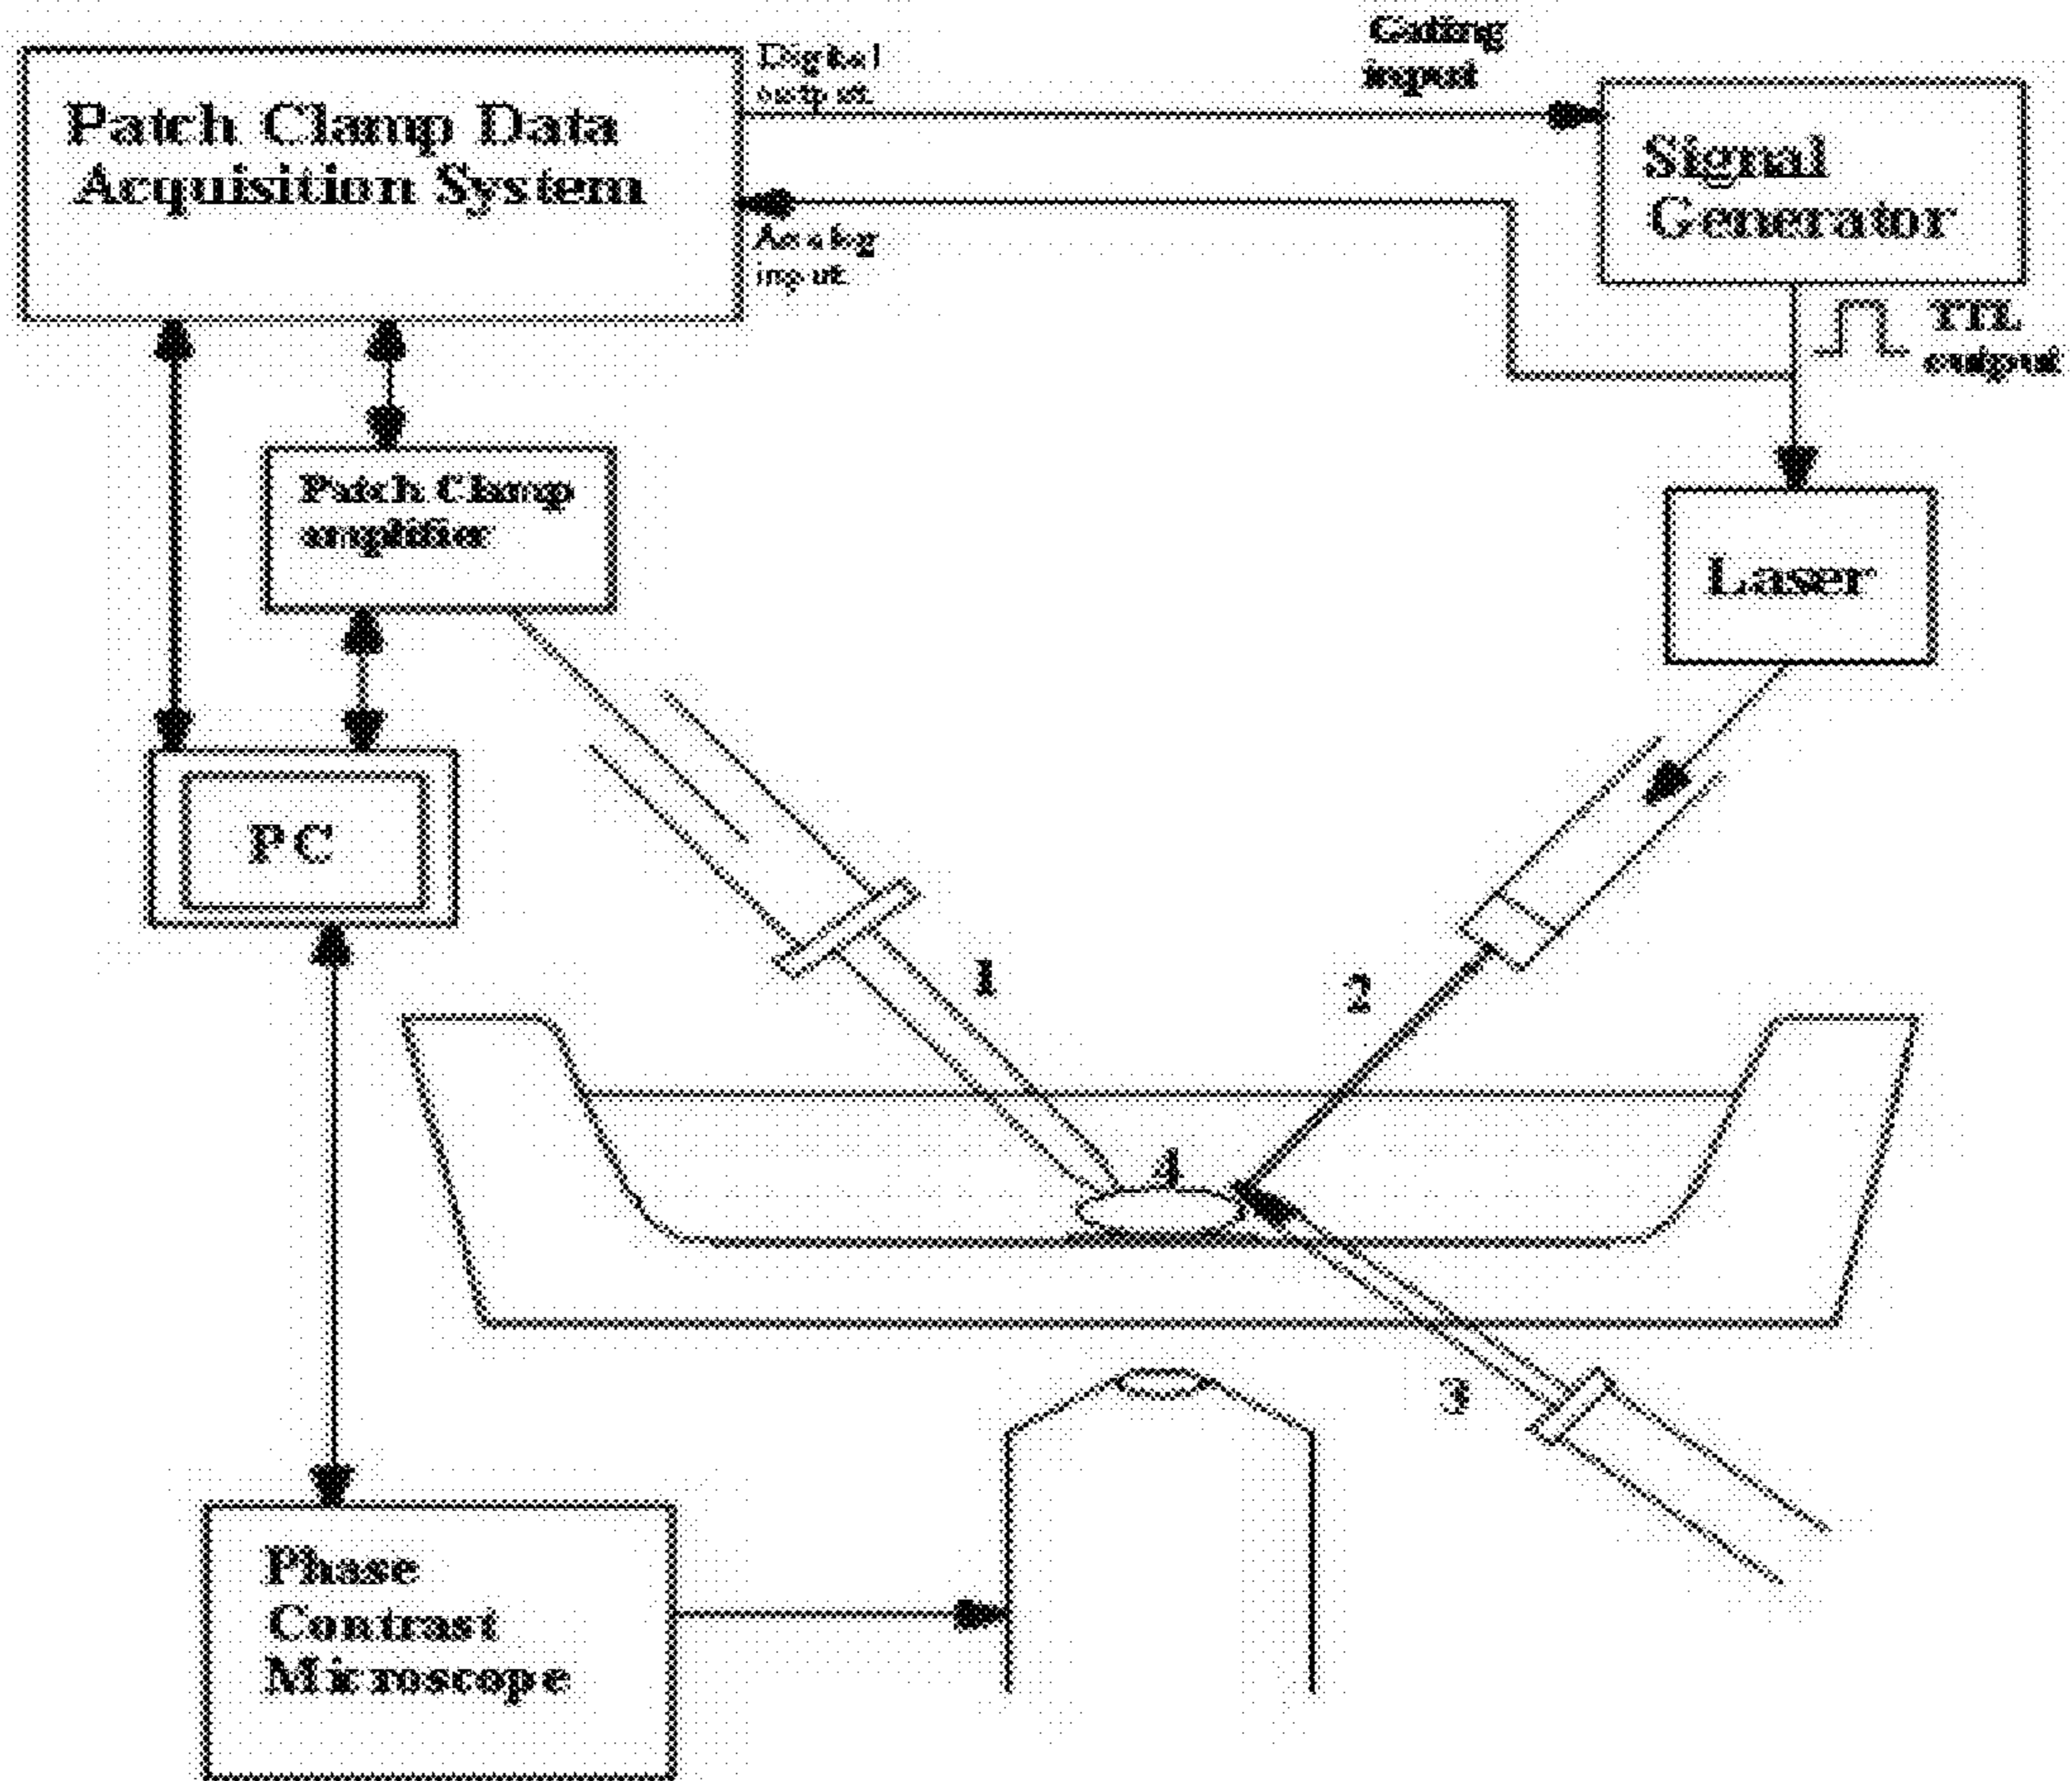 Digital
output
Gating
input
Patch Clamp Data
Acquisition System
Signal
Generator
Analog
input
TTL
output
Patch Clamp
amplifier
Laser
PC
1
2
4
3
Phase
Contrast
Microscope